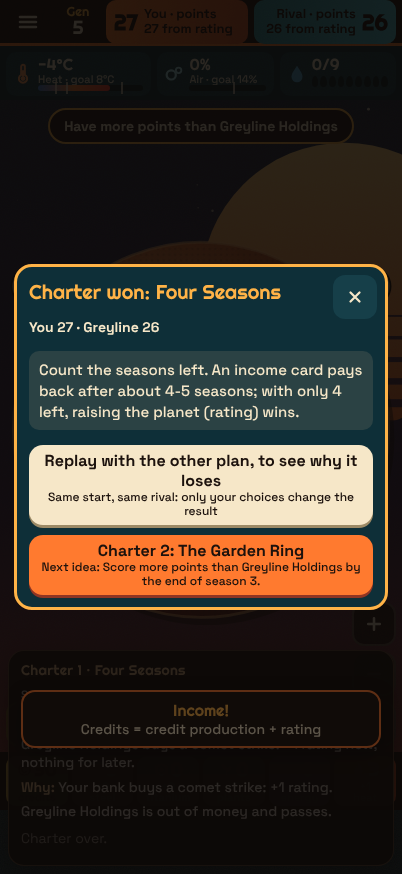 Gen
5
27
You · points
27 from rating
Rival · points
26 from rating
26
-4°C
Heat · goal 8°C
0%
Air · goal 14%
0/9
Have more points than Greyline Holdings
Charter won: Four Seasons
You 27 · Greyline 26
Count the seasons left. An income card pays
back after about 4-5 seasons; with only 4
left, raising the planet (rating) wins.
Replay with the other plan, to see why it
loses
Same start, same rival: only your choices change the
result
Charter 2: The Garden Ring
Next idea: Score more points than Greyline Holdings by
the end of season 3.
Charter 1 · Four Seasons
Income!
Credits = credit production + rating
nothing for later.
Why: Your bank buys a comet strike: +1 rating.
Greyline Holdings is out of money and passes.
Charter over.